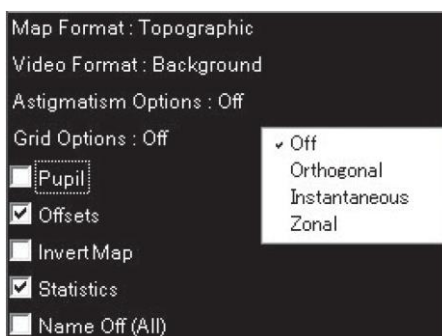 Map Format : Topographic
Video Format : Background
Astigmatism Options : Off
Grid Options : Off
Off
Orthogonal
Instantaneous
Zonal
Pupil
Offsets
Invert Map
Statistics
Name Off (All)